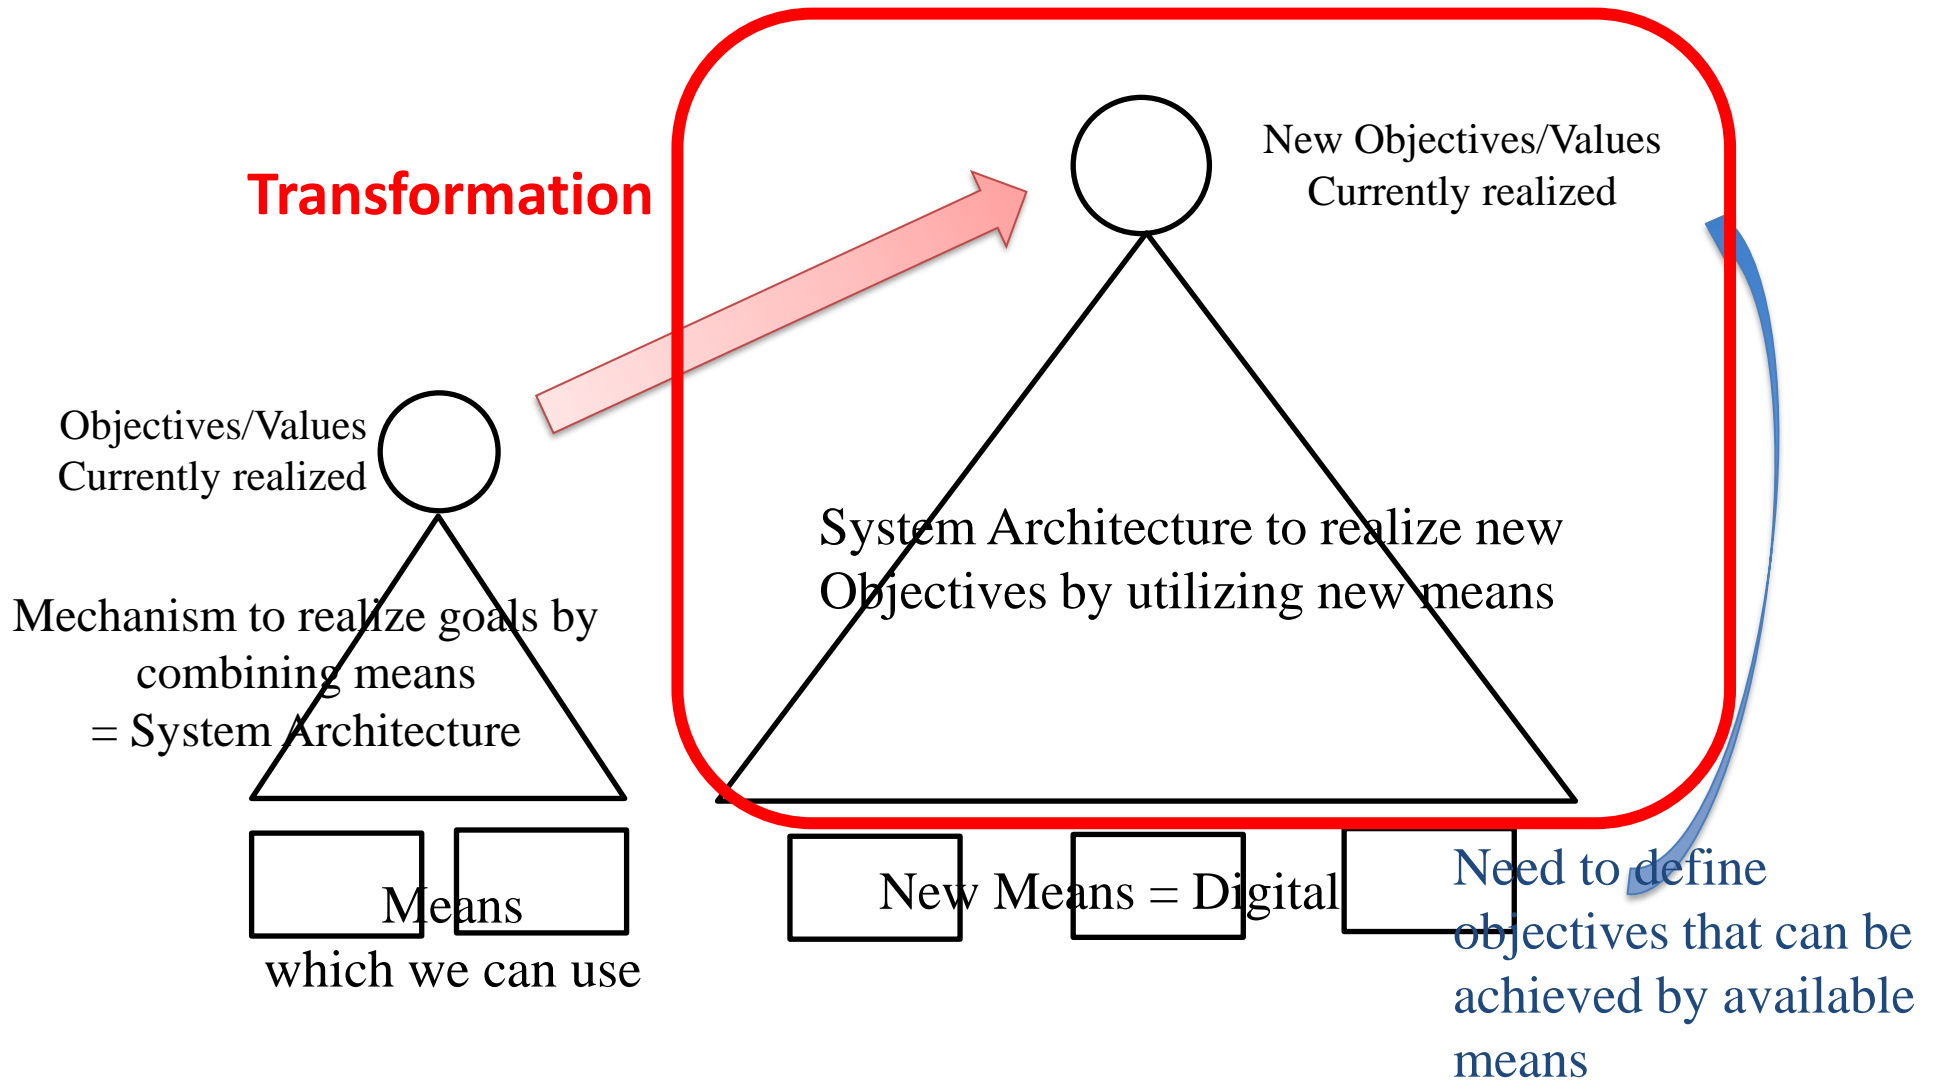 Transformation
New Objectives/Values
Currently realized
Objectives/Values
Currently realized
System Architecture to realize new
Objectives by utilizing new means
Mechanism to realize goals by
combining means
= System Architecture
Means
which we can use
New Means = Digital
Need to define
objectives that can be
achieved by available
means